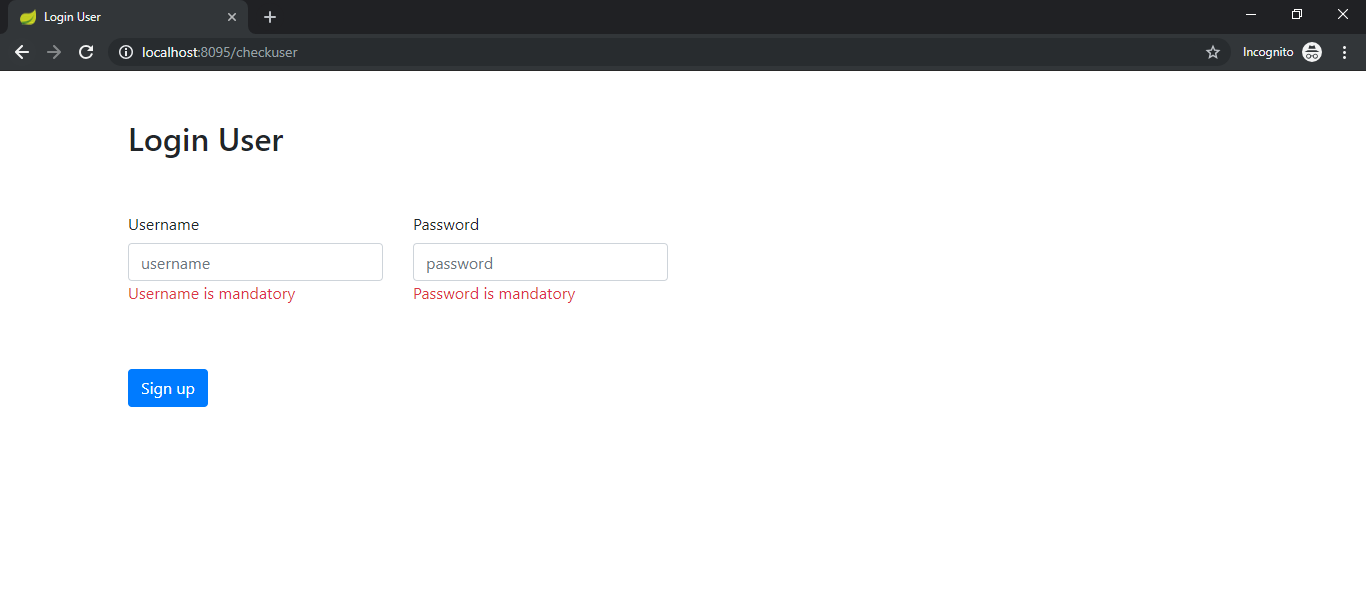 Login User
localhost:8095/checkuser
Incognito
Login User
Username Password
username password
Username is mandatory Password is mandatory
Sign up